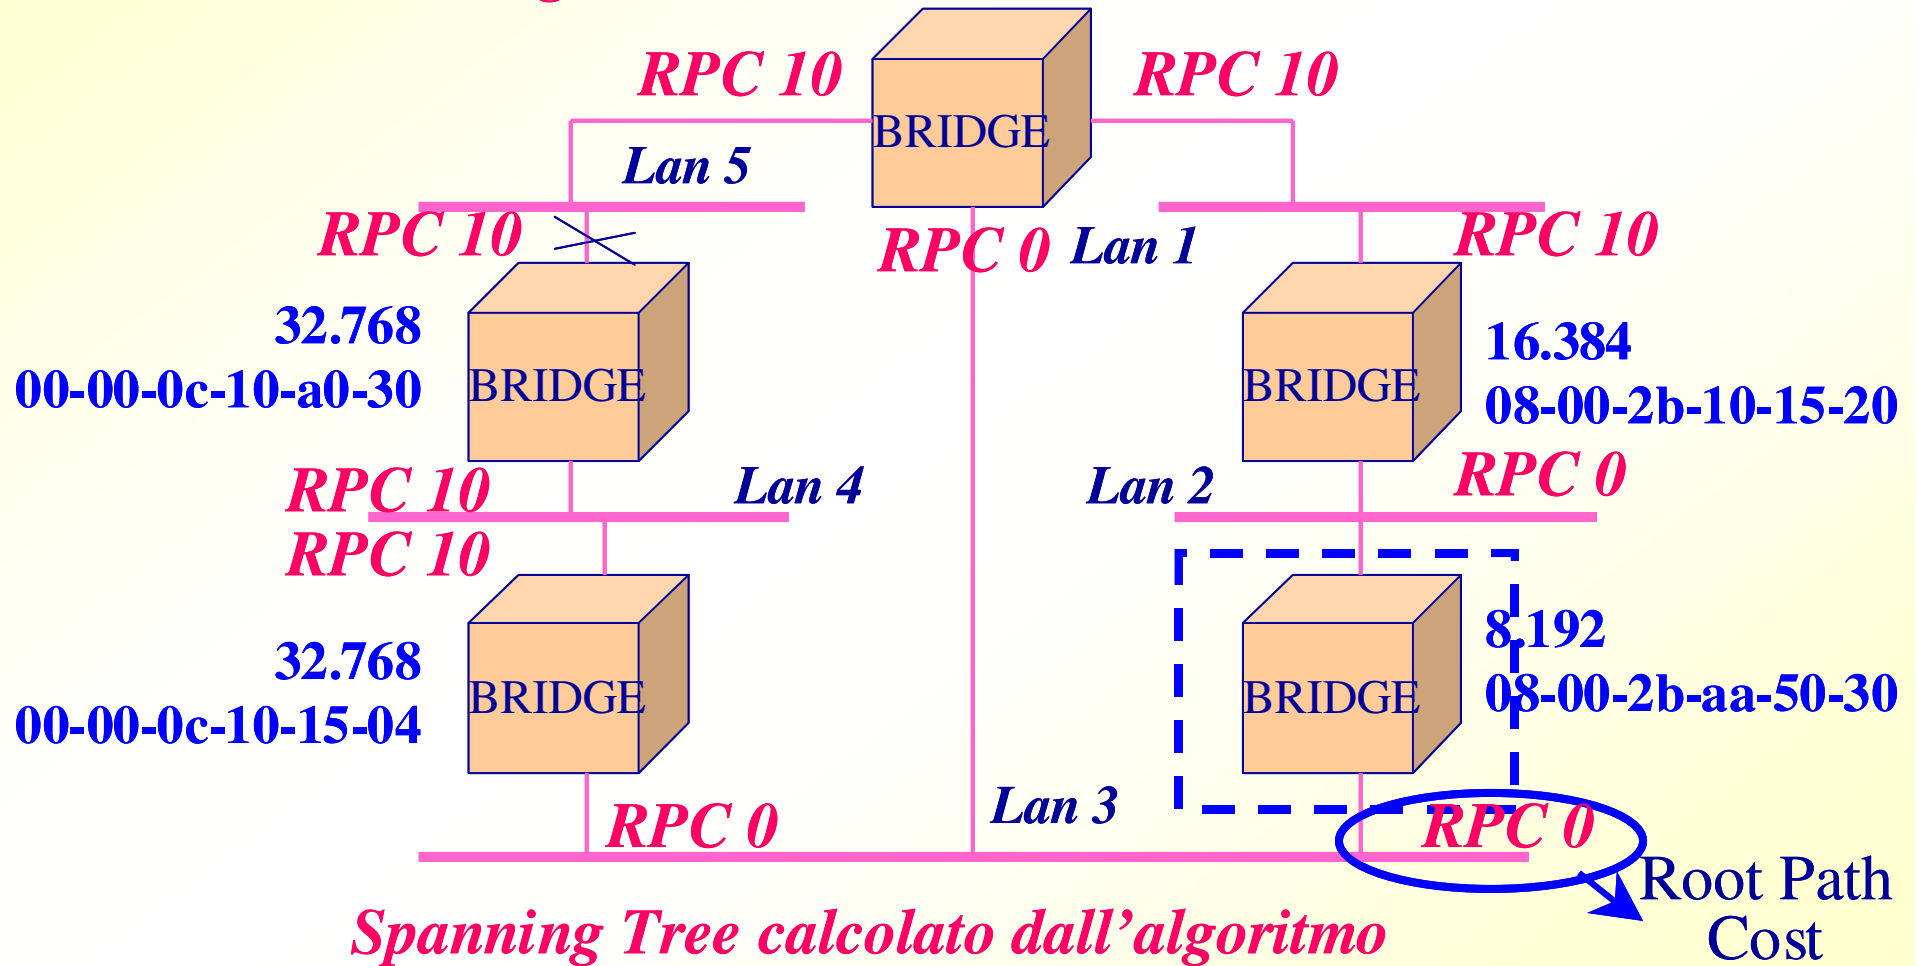 RPC 10
RPC 10
BRIDGE
Lan 5
RPC 10
RPC 0
Lan 1
RPC 10
32.768
00-00-0c-10-a0-30
BRIDGE
BRIDGE
16.384
08-00-2b-10-15-20
RPC 10
Lan 4
Lan 2
RPC 0
RPC 10
32.768
00-00-0c-10-15-04
BRIDGE
BRIDGE
8.192
08-00-2b-aa-50-30
RPC 0
Lan 3
RPC 0
Root Path
Cost
Spanning Tree calcolato dall'algoritmo